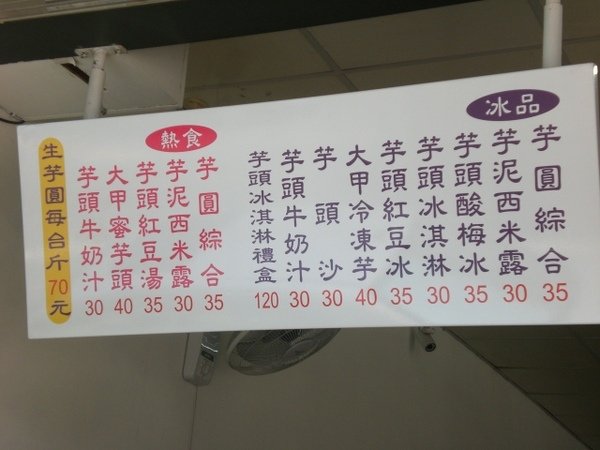 冰品
芋圓綜合 35
芋泥西米露 30
芋頭酸梅冰 35
芋頭冰淇淋 30
芋頭紅豆冰 35
大甲冷凍芋 40
芋頭沙 30
芋頭牛奶汁 30
芋頭冰淇淋禮盒 120
熱食
芋圓綜合 35
芋泥西米露 30
芋頭紅豆湯 35
大甲蜜芋頭 40
芋頭牛奶汁 30
生芋圓每台斤70元